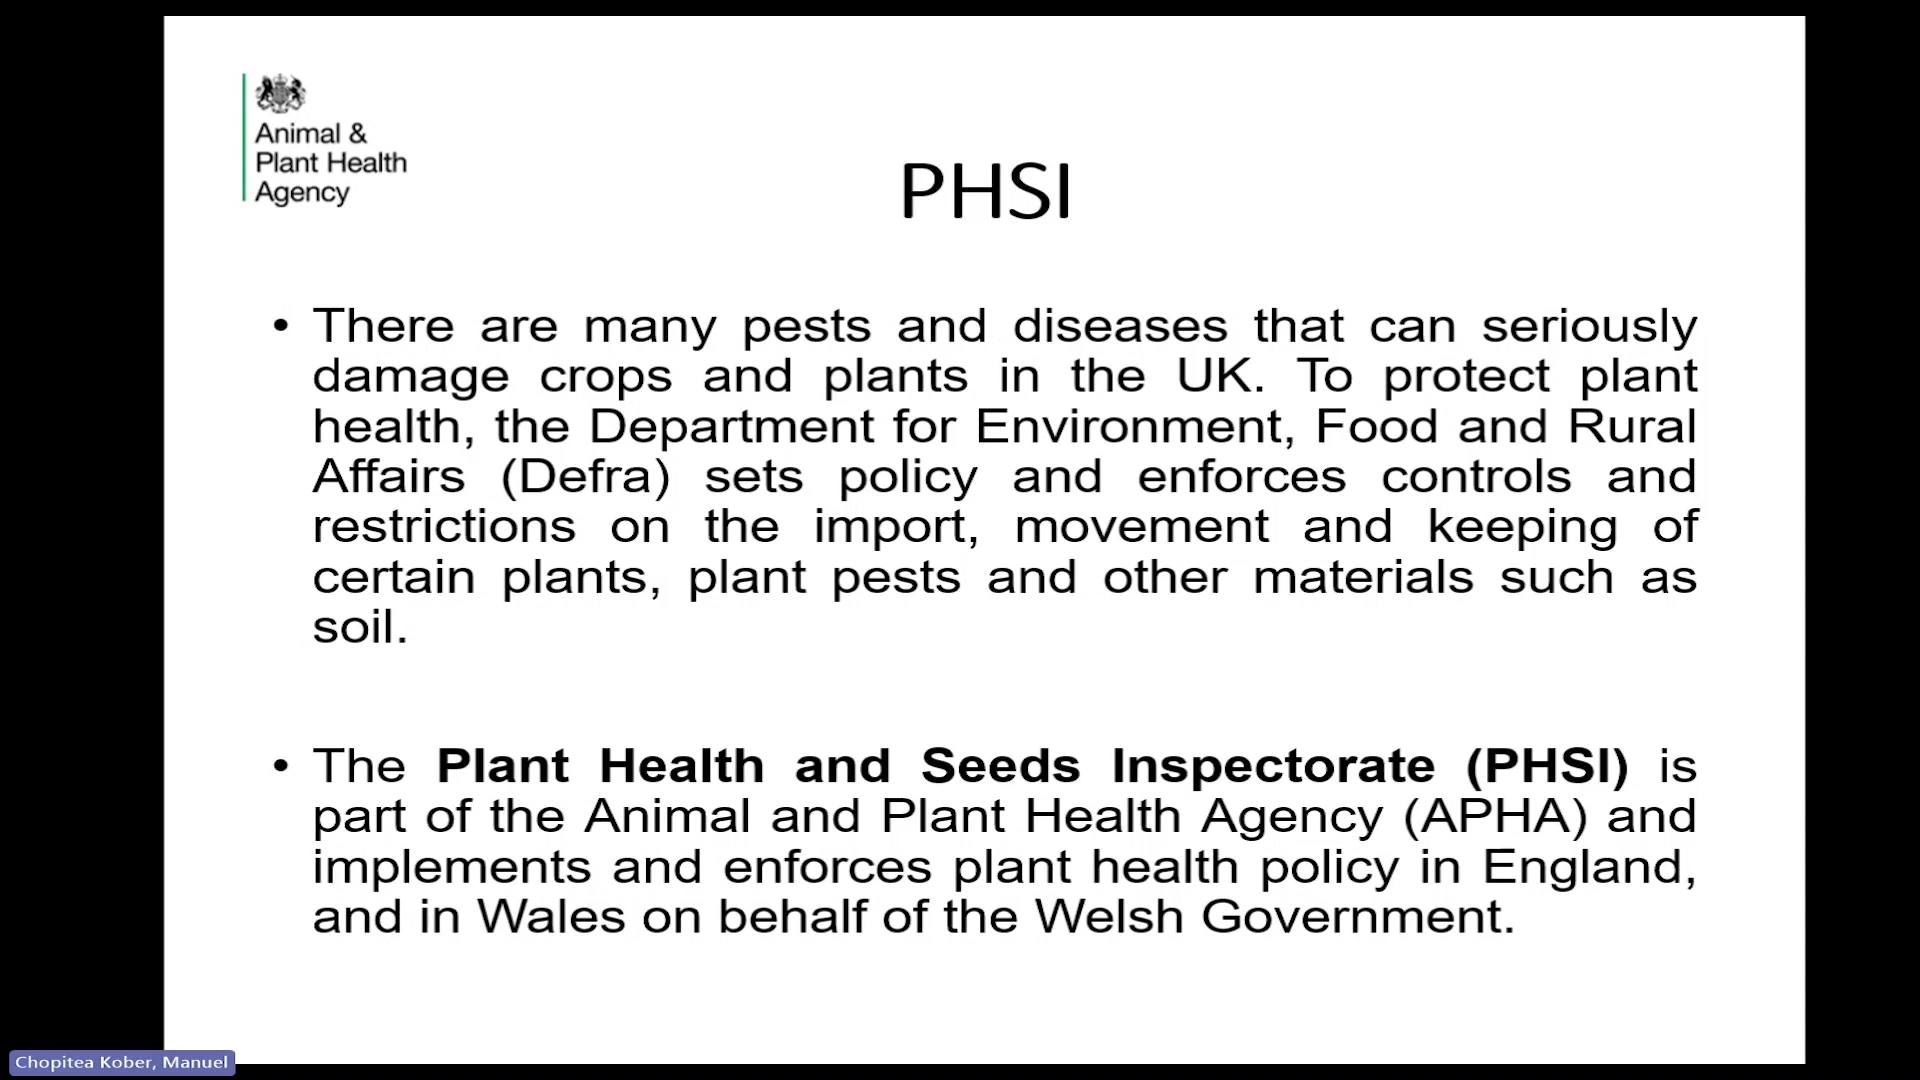 Animal &
Plant Health
Agency
PHSI
• There are many pests and diseases that can seriously
damage crops and plants in the UK. To protect plant
health, the Department for Environment, Food and Rural
Affairs (Defra) sets policy and enforces controls and
restrictions on the import, movement and keeping of
certain plants, plant pests and other materials such as
soil.
• The Plant Health and Seeds Inspectorate (PHSI) is
part of the Animal and Plant Health Agency (APHA) and
implements and enforces plant health policy in England,
and in Wales on behalf of the Welsh Government.
Chopitea Kober, Manuel